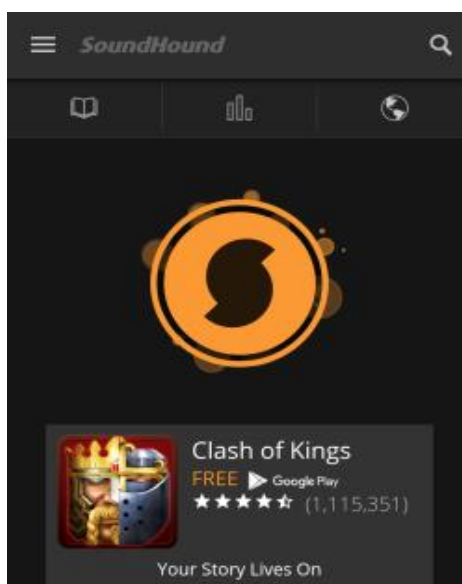 SoundHound
Clash of Kings
FREE Google Play
(1,115,351)
Your Story Lives On